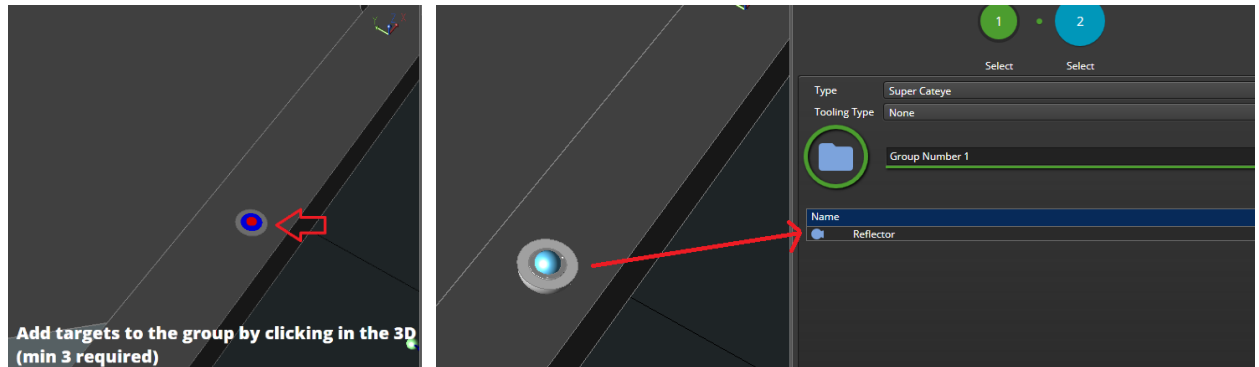 Add targets to the group by clicking in the 3D
(min 3 required)
1
2
Select
Select
Type
Super Cateye
Tooling Type
None
Group Number 1
Name
Reflector